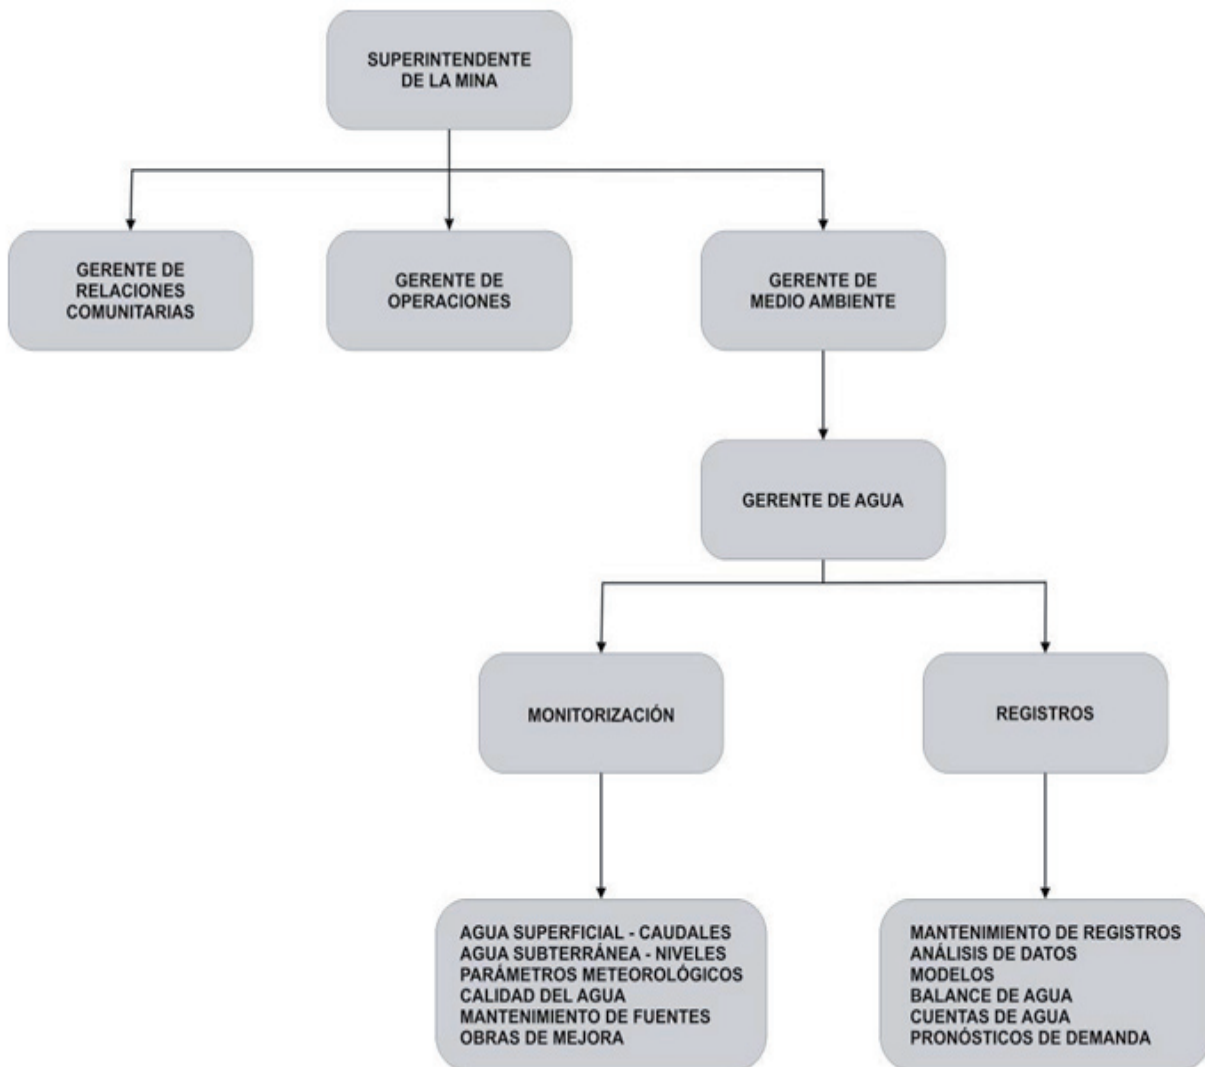 SUPERINTENDENTE
DE LA MINA
GERENTE DE
RELACIONES
COMUNITARIAS
GERENTE DE
OPERACIONES
GERENTE DE
MEDIO AMBIENTE
GERENTE DE AGUA
MONITORIZACIÓN
REGISTROS
AGUA SUPERFICIAL - CAUDALES
AGUA SUBTERRÁNEA - NIVELES
PARÁMETROS METEOROLÓGICOS
CALIDAD DEL AGUA
MANTENIMIENTO DE FUENTES
OBRAS DE MEJORA
MANTENIMIENTO DE REGISTROS
ANÁLISIS DE DATOS
MODELOS
BALANCE DE AGUA
CUENTAS DE AGUA
PRONÓSTICOS DE DEMANDA